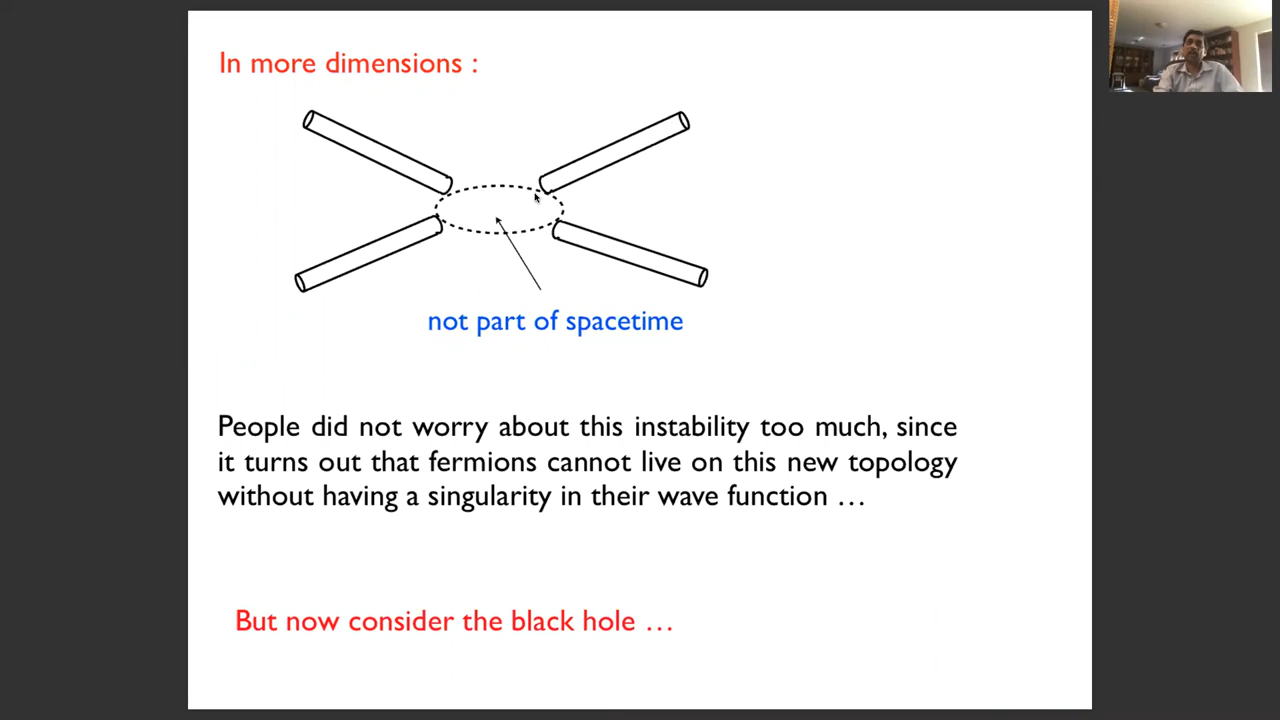 In more dimensions :
not part of spacetime
People did not worry about this instability too much, since
it turns out that fermions cannot live on this new topology
without having a singularity in their wave function …
But now consider the black hole …